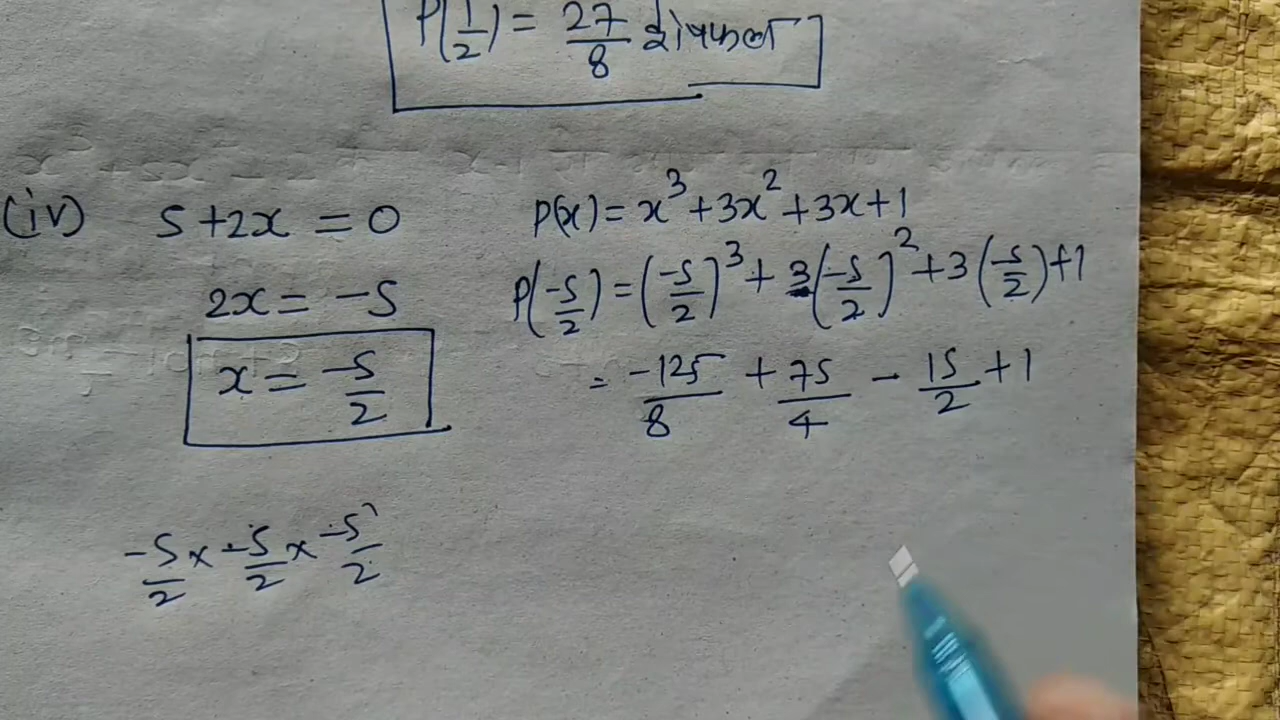 P(1/2) = 27/8
(iv) 5+2x = 0
2x = -5
x = -5/2
-5/2 x -5/2 x -5/2
P(x) = x³+3x²+3x+1
P(-5/2) = (-5/2)³ + 3(-5/2)² + 3(-5/2)+1
= -125/8 + 75/4 - 15/2 + 1